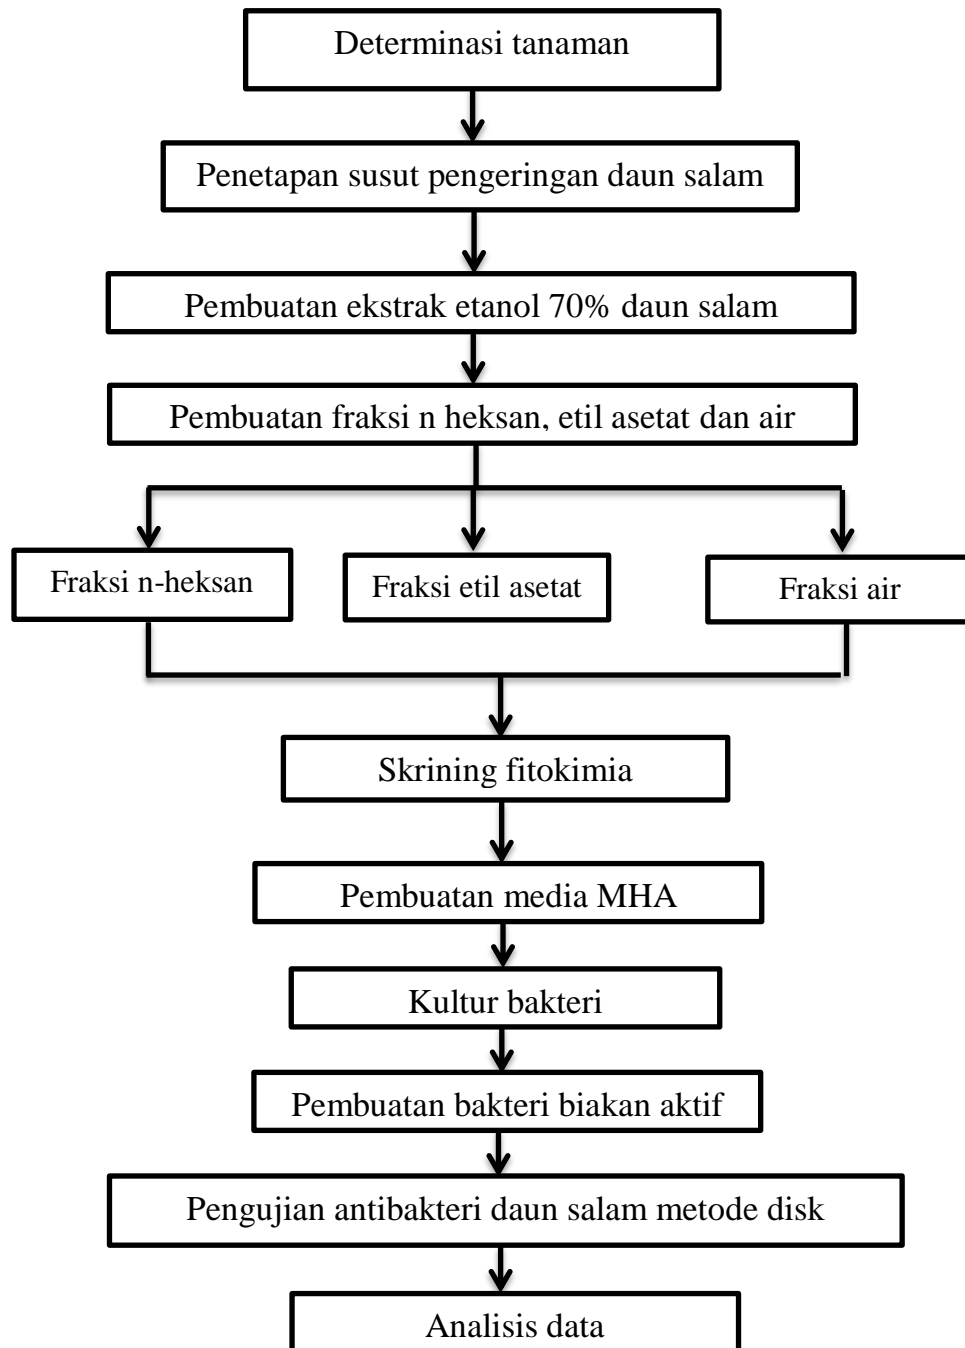 Determinasi tanaman
Penetapan susut pengeringan daun salam
Pembuatan ekstrak etanol 70% daun salam
Pembuatan fraksi n heksan, etil asetat dan air
Fraksi n-heksan
Fraksi etil asetat
Fraksi air
Skrining fitokimia
Pembuatan media MHA
Kultur bakteri
Pembuatan bakteri biakan aktif
Pengujian antibakteri daun salam metode disk
Analisis data